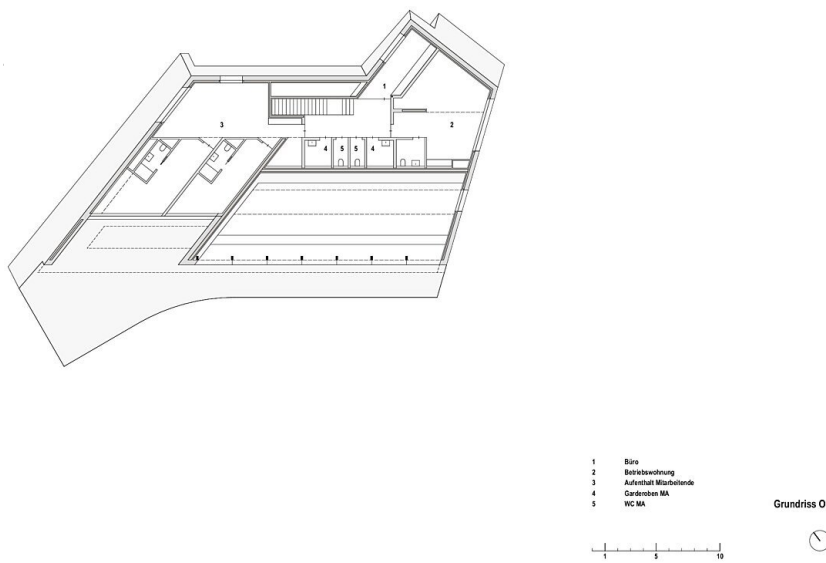 1
2
3
4 5 5 4
1 Büro
2 Betriebswohnung
3 Aufenthalt Mitarbeitende
4 Garderoben MA
5 WC MA
Grundriss O
1 5 10